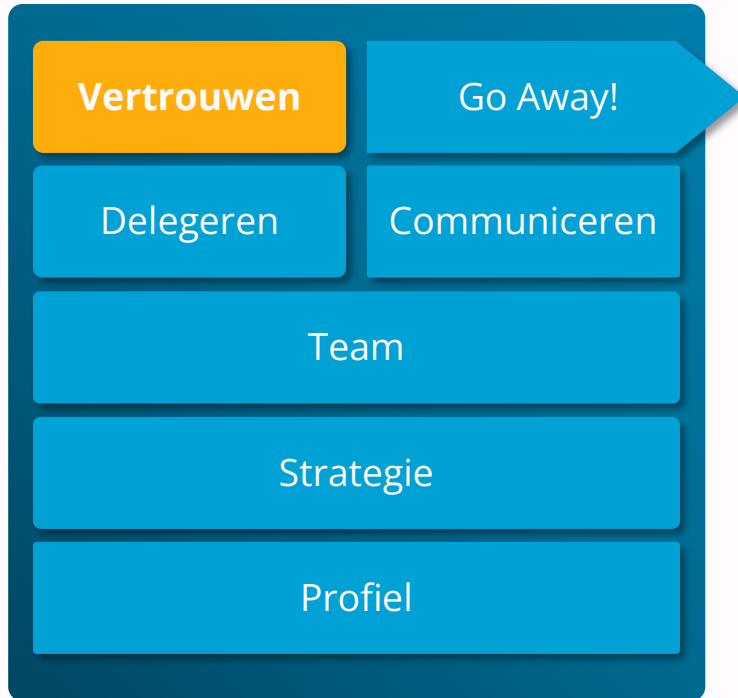 Vertrouwen
Go Away!
Delegeren
Communiceren
Team
Strategie
Profiel